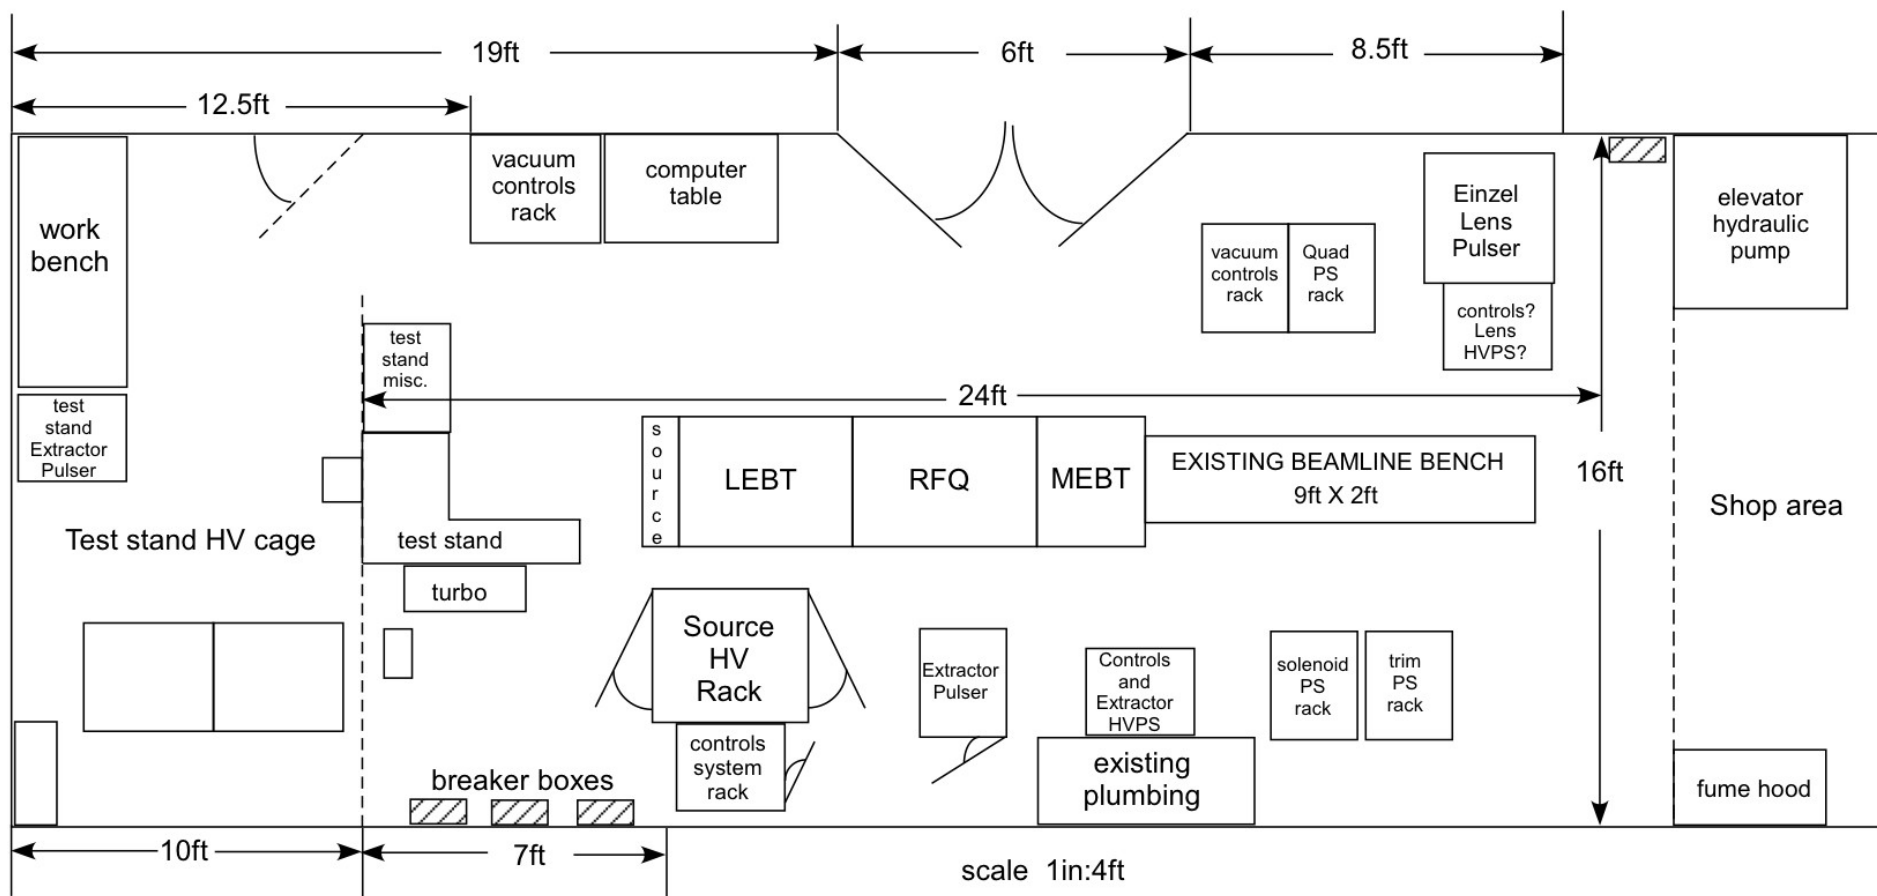 19ft
6ft
8.5ft
12.5ft
work
bench
vacuum
controls
rack
computer
table
vacuum
controls
rack
Quad
PS
rack
Einzel
Lens
Pulser
controls?
Lens
HVPS?
elevator
hydraulic
pump
test
stand
misc.
24ft
test
stand
Extractor
Pulser
source
LEBT
RFQ
MEBT
EXISTING BEAMLINE BENCH
9ft X 2ft
16ft
Shop area
Test stand HV cage
test stand
turbo
Source
HV
Rack
Extractor
Pulser
Controls
and
Extractor
HVPS
solenoid
PS
rack
trim
PS
rack
controls
system
rack
breaker boxes
existing
plumbing
fume hood
10ft
7ft
scale 1in:4ft